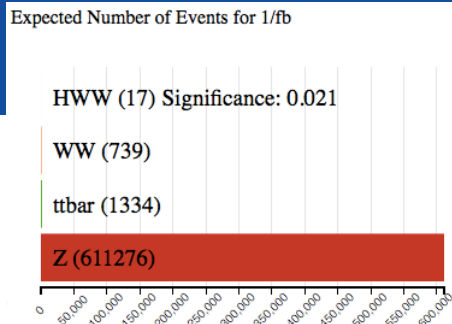 Expected Number of Events for 1/fb
HWW (17) Significance: 0.021
WW (739)
ttbar (1334)
Z (611276)
0
50,000
100,000
150,000
200,000
250,000
300,000
350,000
400,000
450,000
500,000
550,000
600,000